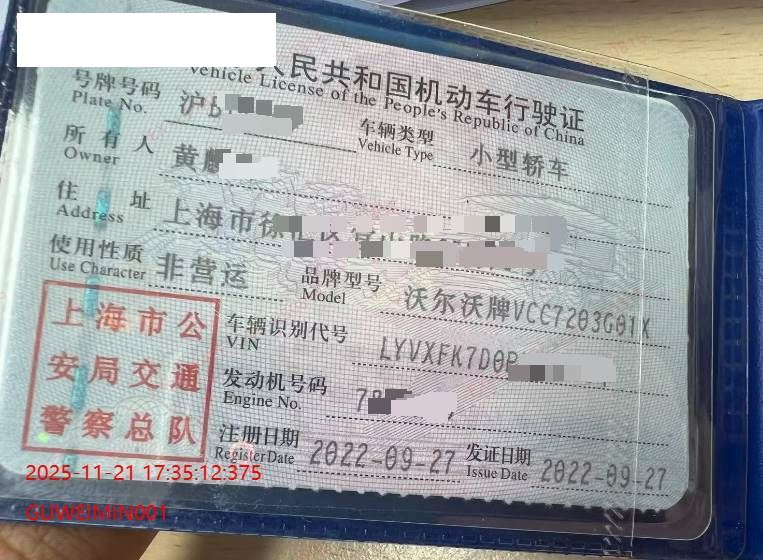 人民共和国机动车行驶证
Vehicle License of the People's Republic of China
号牌号码 沪b
Plate No.
车辆类型 小型轿车
Vehicle Type
所有人 黄
Owner
住址 上海市徐
Address
使用性质 非营运
Use Character
品牌型号 沃尔沃牌VCC7203G01X
Model
车辆识别代号 LYVXFK7D0
VIN
发动机号码 7
Engine No.
注册日期 2022-09-27
Register Date
发证日期 2022-09-27
Issue Date
上海市公
安局交通
警察总队
2025-11-21 17:35:12:375
GUWEIMIN001